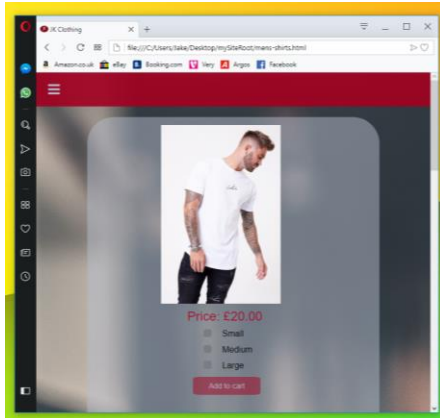 JK Clothing
file:///C:/Users/Jake/Desktop/mySiteRoot/mens-shirts.html
Amazon.co.uk eBay Booking.com Very Argos Facebook
Price: £20.00
Small
Medium
Large
Add to cart